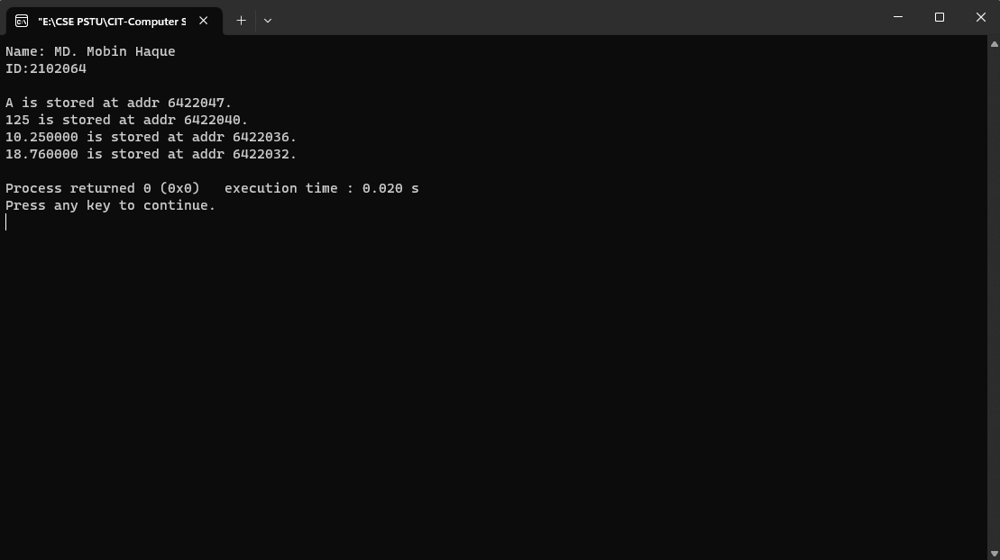 "E:\CSE PSTU\CIT-Computer S
Name: MD. Mobin Haque
ID:2102064
A is stored at addr 6422047.
125 is stored at addr 6422040.
10.250000 is stored at addr 6422036.
18.760000 is stored at addr 6422032.
Process returned 0 (0x0)   execution time : 0.020 s
Press any key to continue.